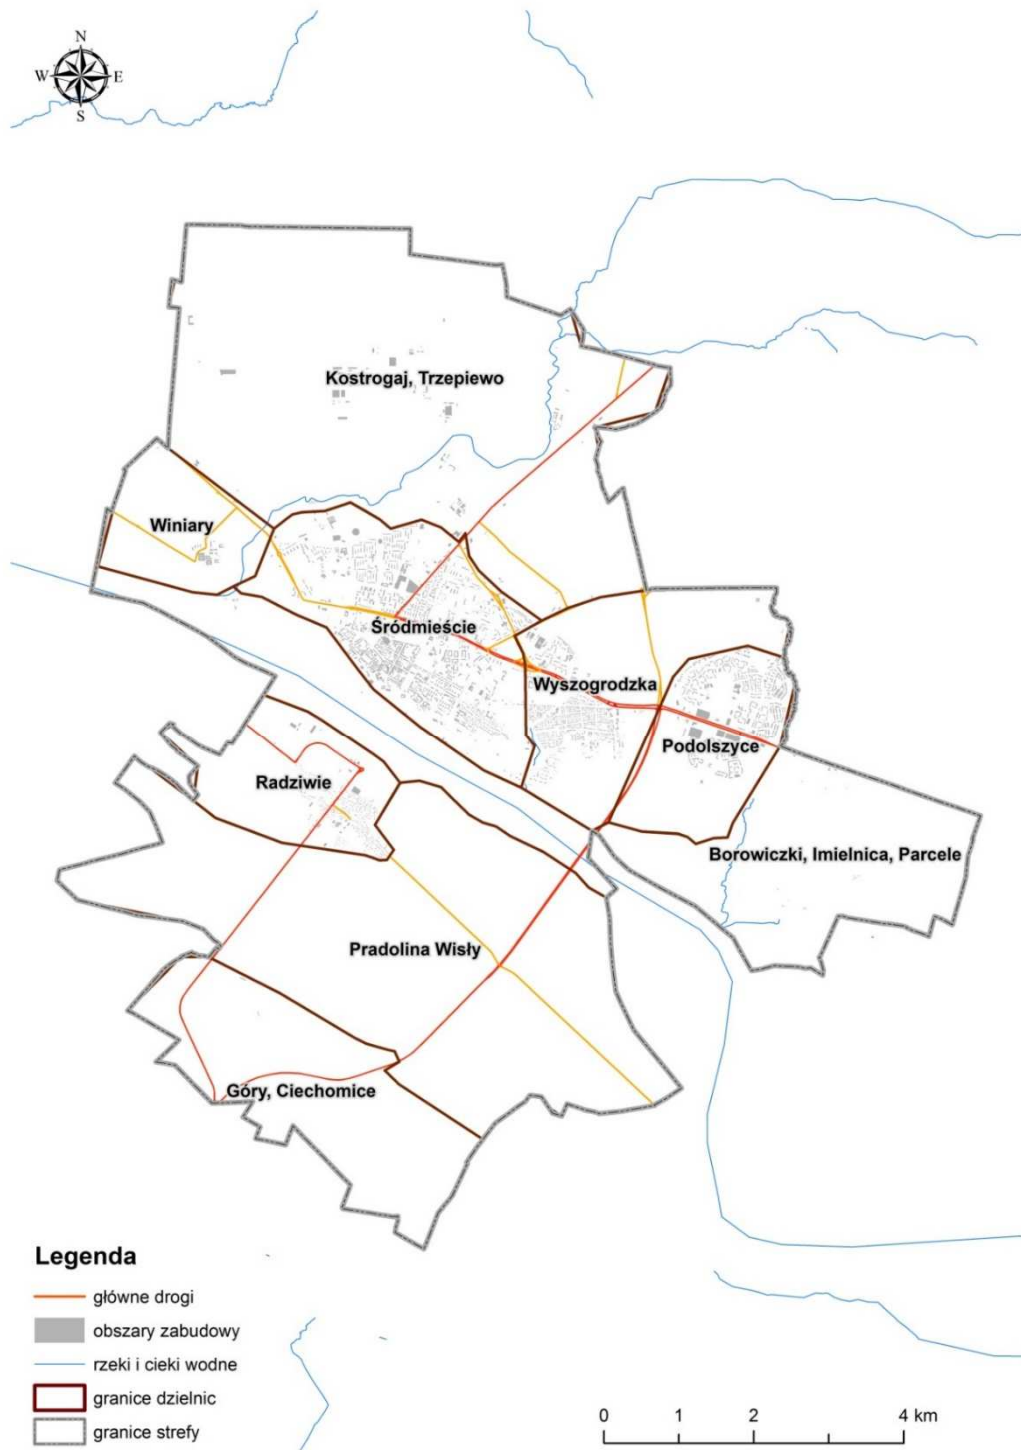 N
W E
S
Kostrogaj, Trzepiewo
Winiary
Śródmieście
Wyszogrodzka
Podolszyce
Radziwie
Borowiczki, Imielnica, Parcele
Pradolina Wisły
Góry, Ciechomice
Legenda
główne drogi
obszary zabudowy
rzeki i cieki wodne
granice dzielnic
granice strefy
0 1 2 4 km